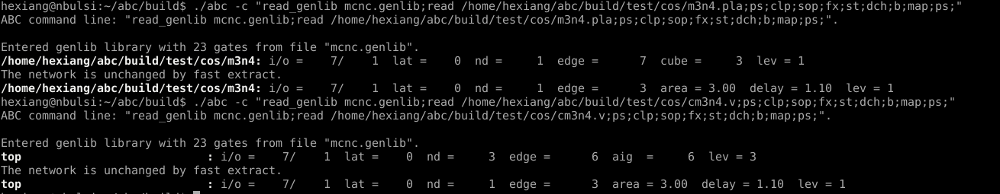 hexiang@nbulsi:~/abc/build$ ./abc -c "read_genlib mcnc.genlib;read /home/hexiang/abc/build/test/cos/m3n4.pla;ps;clp;sop;fx;st;dch;b;map;ps;"
ABC command line: "read_genlib mcnc.genlib;read /home/hexiang/abc/build/test/cos/m3n4.pla;ps;clp;sop;fx;st;dch;b;map;ps;".
Entered genlib library with 23 gates from file "mcnc.genlib".
/home/hexiang/abc/build/test/cos/m3n4: i/o =    7/    1  lat =    0  nd =     1  edge =      7  cube =     3  lev = 1
The network is unchanged by fast extract.
/home/hexiang/abc/build/test/cos/m3n4: i/o =    7/    1  lat =    0  nd =     1  edge =      3  area = 3.00  delay = 1.10  lev = 1
hexiang@nbulsi:~/abc/build$ ./abc -c "read_genlib mcnc.genlib;read /home/hexiang/abc/build/test/cos/cm3n4.v;ps;clp;sop;fx;st;dch;b;map;ps;"
ABC command line: "read_genlib mcnc.genlib;read /home/hexiang/abc/build/test/cos/cm3n4.v;ps;clp;sop;fx;st;dch;b;map;ps;".
Entered genlib library with 23 gates from file "mcnc.genlib".
top                           : i/o =    7/    1  lat =    0  nd =     3  edge =      6  aig  =     6  lev = 3
The network is unchanged by fast extract.
top                           : i/o =    7/    1  lat =    0  nd =     1  edge =      3  area = 3.00  delay = 1.10  lev = 1